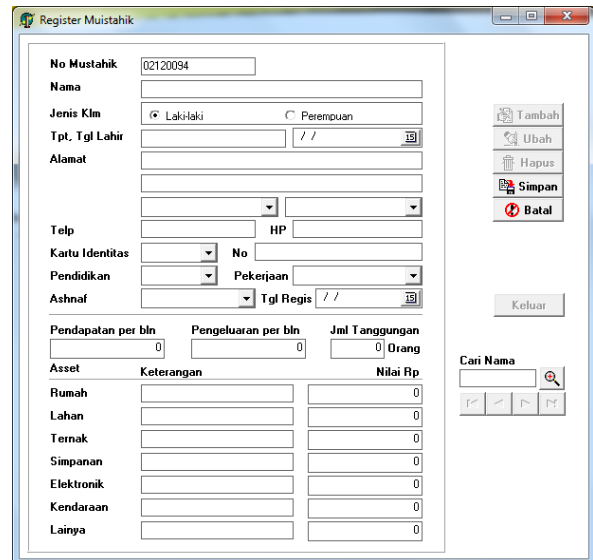 Register Muistahik
No Mustahik 02120094
Nama
Jenis Klm Laki-laki Perempuan
Tpt, Tgl Lahir / / 15
Alamat
Telp HP
Kartu Identitas No
Pendidikan Pekerjaan
Ashnaf Tgl Regis / / 15
Pendapatan per bln Pengeluaran per bln Jml Tanggungan
0 0 0 Orang
Asset Keterangan Nilai Rp
Rumah 0
Lahan 0
Ternak 0
Simpanan 0
Elektronik 0
Kendaraan 0
Lainya 0
Tambah
Ubah
Hapus
Simpan
Batal
Keluar
Cari Nama